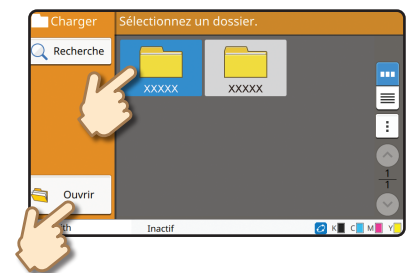 Charger
Sélectionnez un dossier.
Recherche
XXXXX
XXXXX
1
1
Ouvrir
Inactif
K C M Y